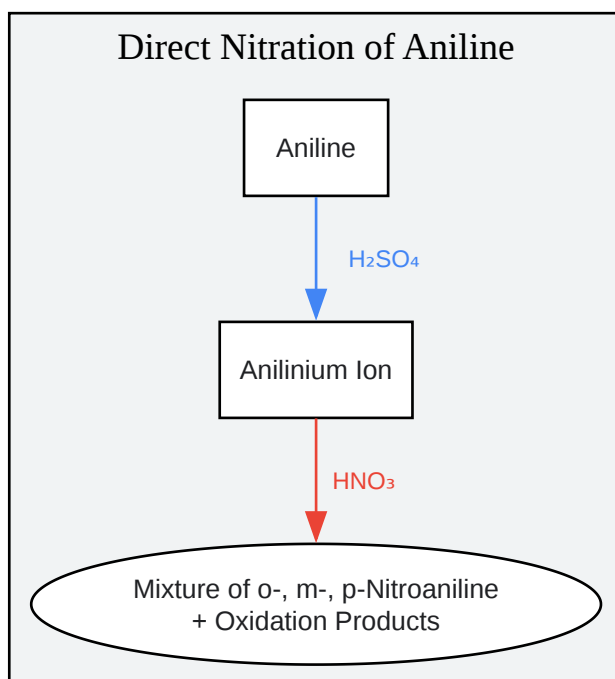 Direct Nitration of Aniline
Aniline
H₂SO₄
Anilinium Ion
HNO₃
Mixture of o-, m-, p-Nitroaniline
+ Oxidation Products